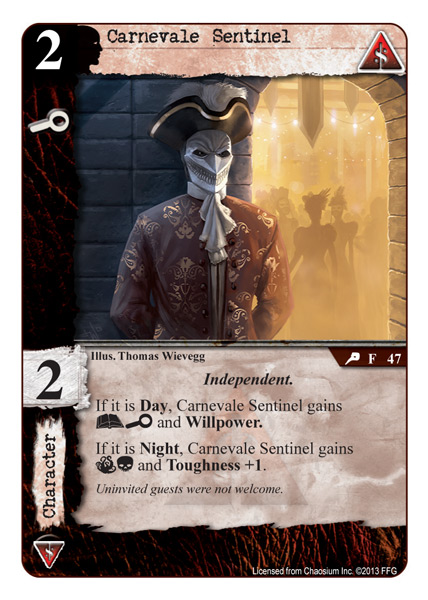 2
Carnevale Sentinel
Illus. Thomas Wievegg
F 47
2
Independent.
If it is Day, Carnevale Sentinel gains
and Willpower.
If it is Night, Carnevale Sentinel gains
and Toughness +1.
Uninvited guests were not welcome.
Character
Licensed from Chaosium Inc. ©2013 FFG